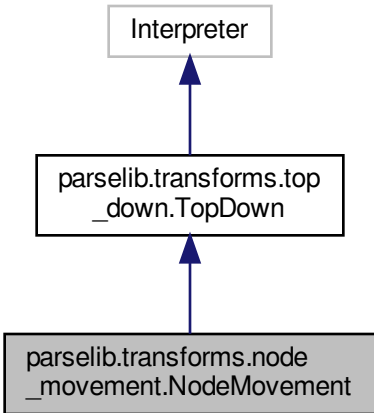 Interpreter
parselib.transforms.top
_down.TopDown
parselib.transforms.node
_movement.NodeMovement